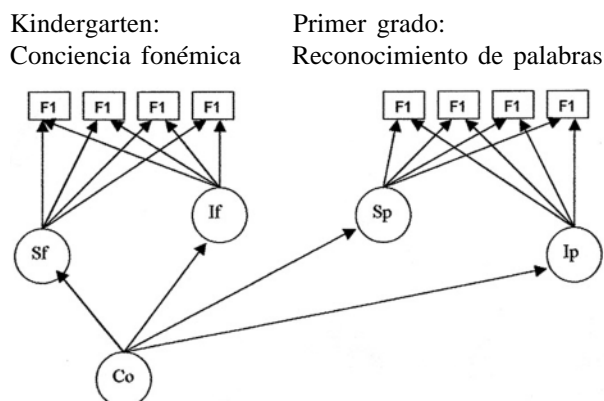 Kindergarten: Primer grado:
Conciencia fonémica Reconocimiento de palabras
F1 F1 F1 F1 F1 F1 F1 F1
If Sp
Sf Ip
Co